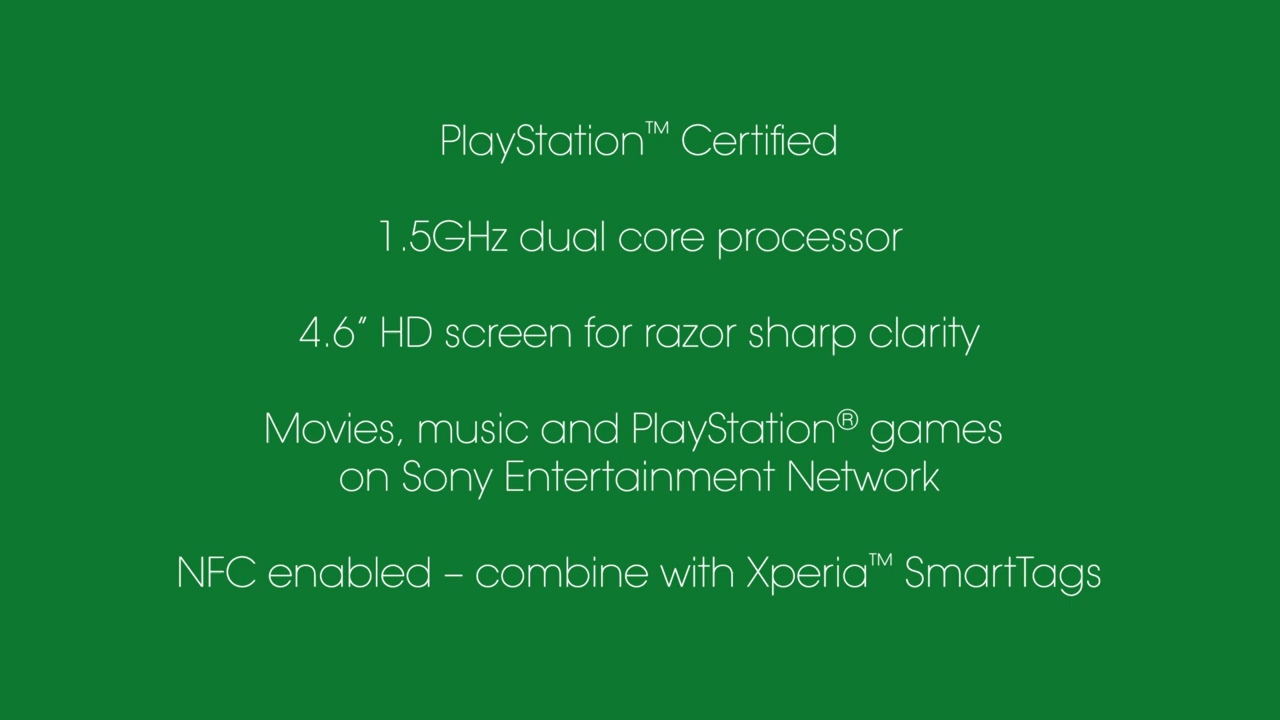 PlayStation™ Certified
1.5GHz dual core processor
4.6” HD screen for razor sharp clarity
Movies, music and PlayStation® games
on Sony Entertainment Network
NFC enabled – combine with Xperia™ SmartTags